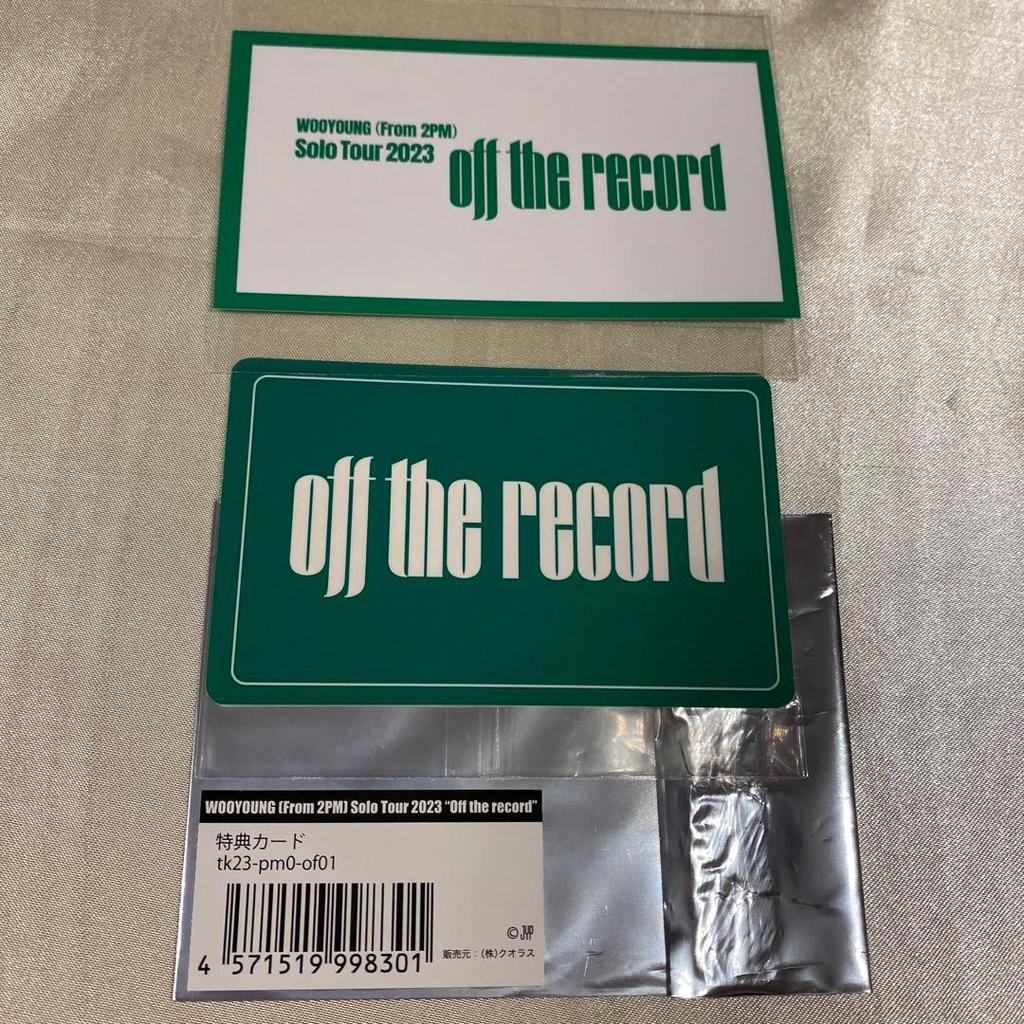 WOOYOUNG (From 2PM)
Solo Tour 2023
off the record
off the record
WOOYOUNG (From 2PM) Solo Tour 2023 “Off the record”
特典カード
tk23-pm0-of01
© JYP
販売元：(株)クオラス
4 571519 998301